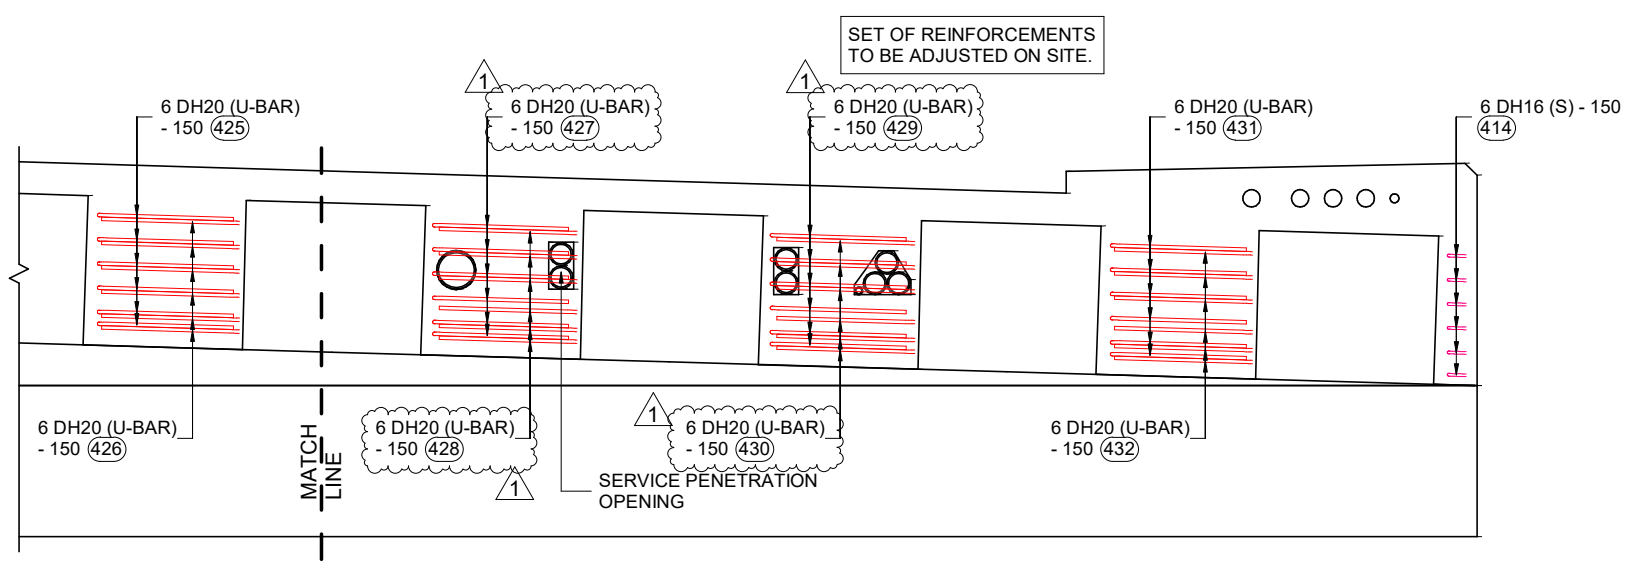 SET OF REINFORCEMENTS
TO BE ADJUSTED ON SITE.
1
1
6 DH20 (U-BAR)
- 150 425
6 DH20 (U-BAR)
- 150 427
6 DH20 (U-BAR)
- 150 429
6 DH20 (U-BAR)
- 150 431
6 DH16 (S) - 150
414
6 DH20 (U-BAR)
- 150 426
MATCH
LINE
6 DH20 (U-BAR)
- 150 428
1
SERVICE PENETRATION
OPENING
1
6 DH20 (U-BAR)
- 150 430
6 DH20 (U-BAR)
- 150 432